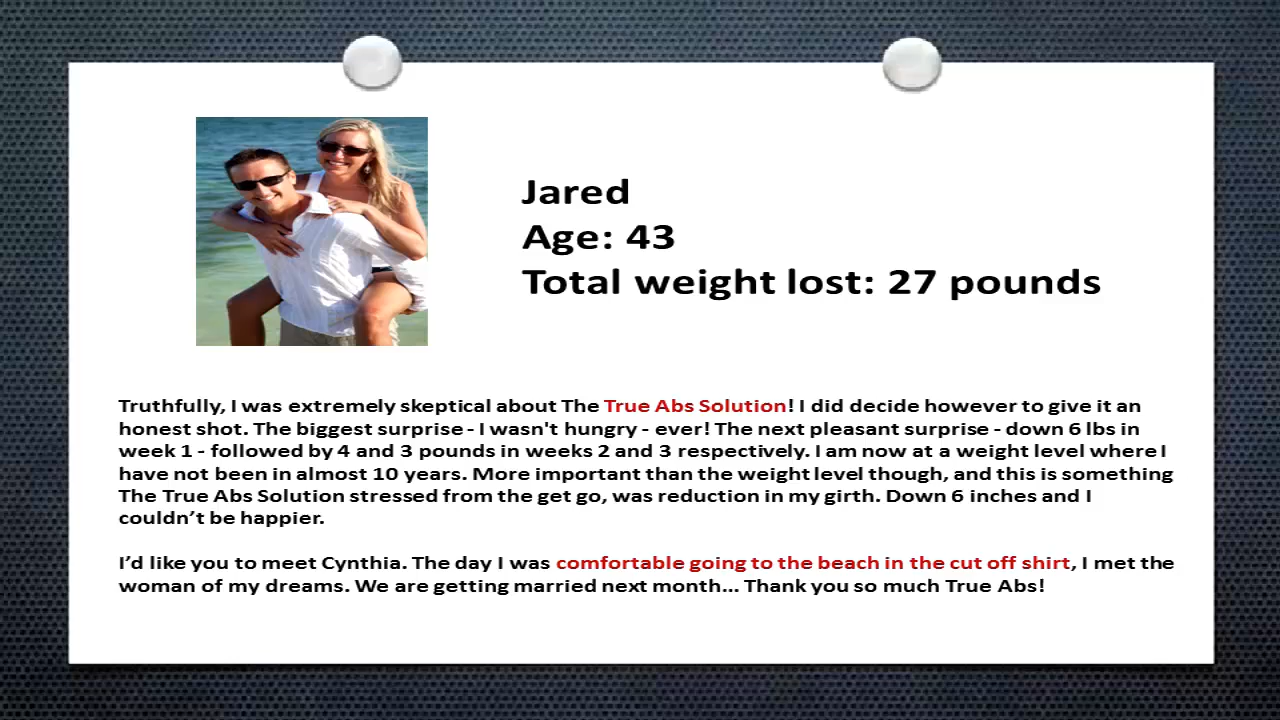 Jared
Age: 43
Total weight lost: 27 pounds
Truthfully, I was extremely skeptical about The True Abs Solution! I did decide however to give it an
honest shot. The biggest surprise - I wasn't hungry - ever! The next pleasant surprise - down 6 lbs in
week 1 - followed by 4 and 3 pounds in weeks 2 and 3 respectively. I am now at a weight level where I
have not been in almost 10 years. More important than the weight level though, and this is something
The True Abs Solution stressed from the get go, was reduction in my girth. Down 6 inches and I
couldn’t be happier.
I’d like you to meet Cynthia. The day I was comfortable going to the beach in the cut off shirt, I met the
woman of my dreams. We are getting married next month... Thank you so much True Abs!